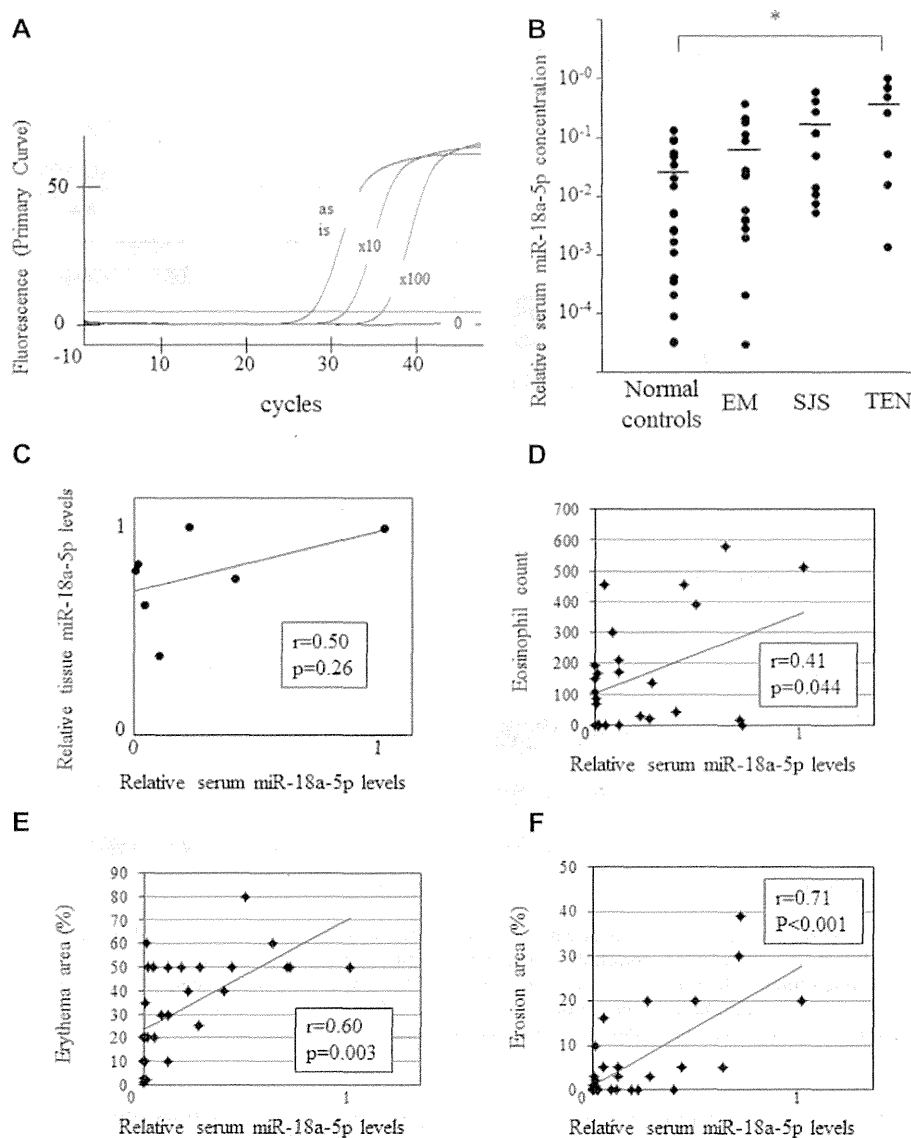 A
Fluorescence (Primary Curve)
50
0
-10
10
20
30
40
cycles
as
is
x10
x100
0
B
Relative serum miR-18a-5p concentration
10-0
10-1
10-2
10-3
10-4
*
Normal
controls
EM
SJS
TEN
C
Relative tissue miR-18a-5p levels
1
0
0
1
r=0.50
p=0.26
Relative serum miR-18a-5p levels
D
Eosinophil count
700
600
500
400
300
200
100
0
0
1
r=0.41
p=0.044
Relative serum miR-18a-5p levels
E
Erythema area (%)
90
80
70
60
50
40
30
20
10
0
0
1
r=0.60
p=0.003
Relative serum miR-18a-5p levels
F
Erosion area (%)
50
40
30
20
10
0
0
1
r=0.71
P<0.001
Relative serum miR-18a-5p levels